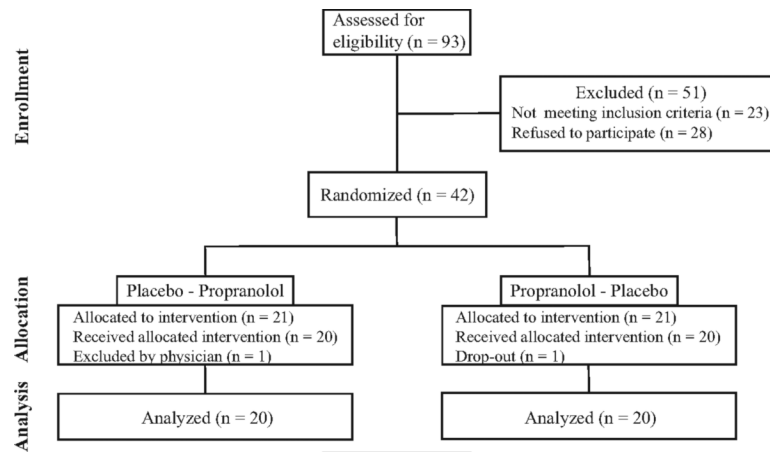 Assessed for
eligibility (n = 93)
Enrollment
Excluded (n = 51)
Not meeting inclusion criteria (n = 23)
Refused to participate (n = 28)
Randomized (n = 42)
Allocation
Placebo - Propranolol
Allocated to intervention (n = 21)
Received allocated intervention (n = 20)
Excluded by physician (n = 1)
Propranolol - Placebo
Allocated to intervention (n = 21)
Received allocated intervention (n = 20)
Drop-out (n = 1)
Analysis
Analyzed (n = 20)
Analyzed (n = 20)